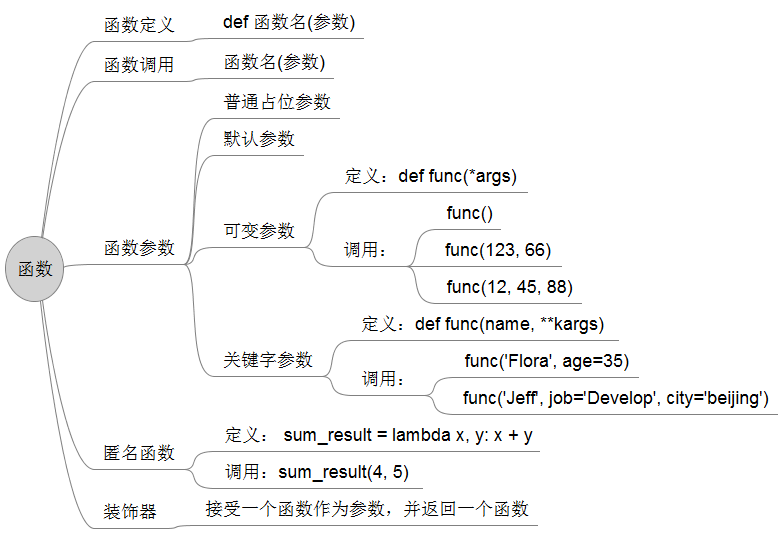 函数
函数定义
def 函数名(参数)
函数调用
函数名(参数)
函数参数
普通占位参数
默认参数
可变参数
定义：def func(*args)
调用：
func()
func(123, 66)
func(12, 45, 88)
关键字参数
定义：def func(name, **kargs)
调用：
func('Flora', age=35)
func('Jeff', job='Develop', city='beijing')
匿名函数
定义： sum_result = lambda x, y: x + y
调用：sum_result(4, 5)
装饰器
接受一个函数作为参数，并返回一个函数